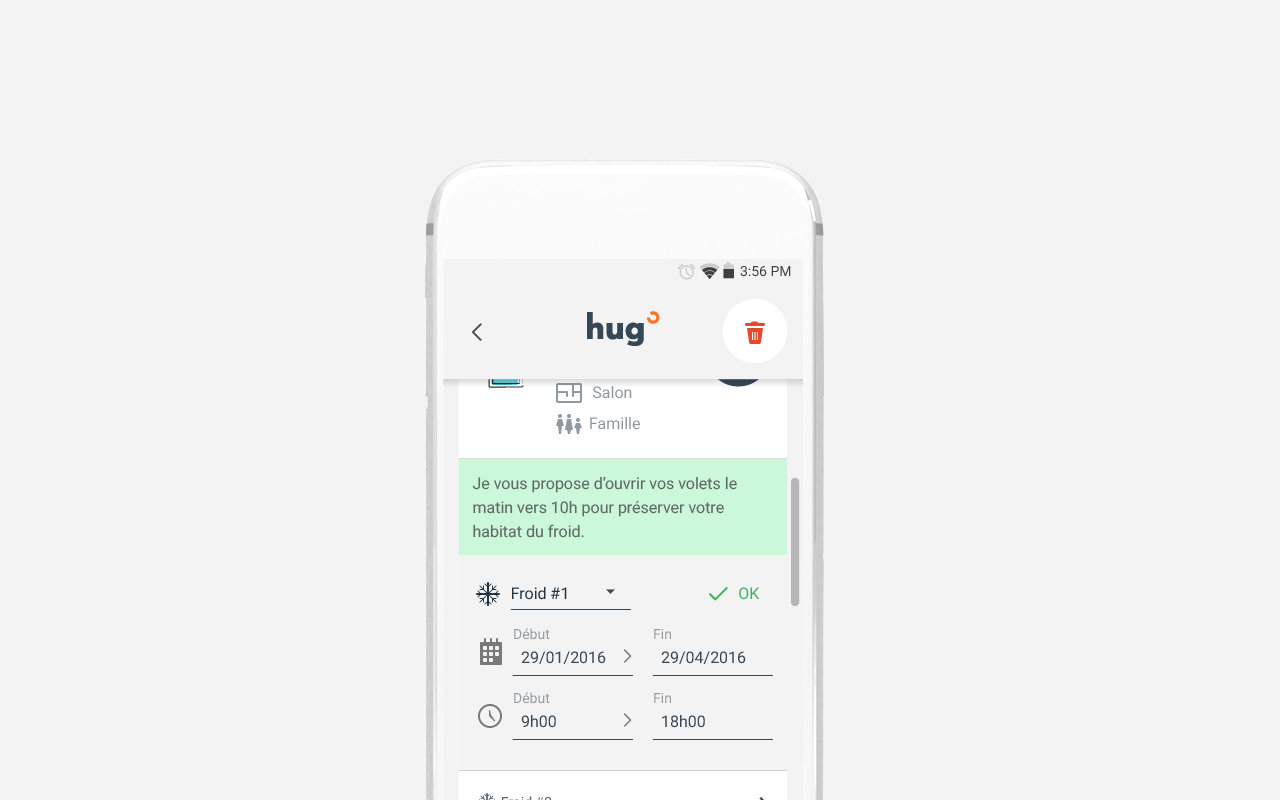 3:56 PM
hug
Salon
Famille
Je vous propose d’ouvrir vos volets le
matin vers 10h pour préserver votre
habitat du froid.
Froid #1
OK
Début Fin
29/01/2016 29/04/2016
Début Fin
9h00 18h00